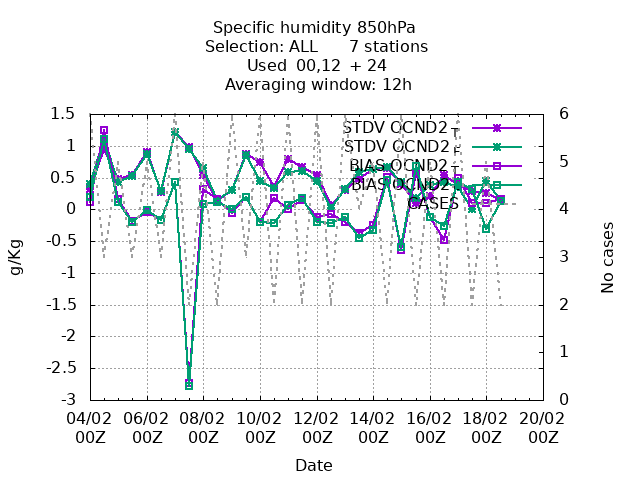 Specific humidity 850hPa
Selection: ALL 7 stations
Used 00,12 + 24
Averaging window: 12h
1.5
1
0.5
0
-0.5
-1
-1.5
-2
-2.5
-3
g/Kg
6
5
4
3
2
1
0
No cases
STDV OCND2
STDV OCND2
BIAS OCND2
BIAS OCND2
CASES
04/02 06/02 08/02 10/02 12/02 14/02 16/02 18/02 20/02
00Z 00Z 00Z 00Z 00Z 00Z 00Z 00Z 00Z
Date